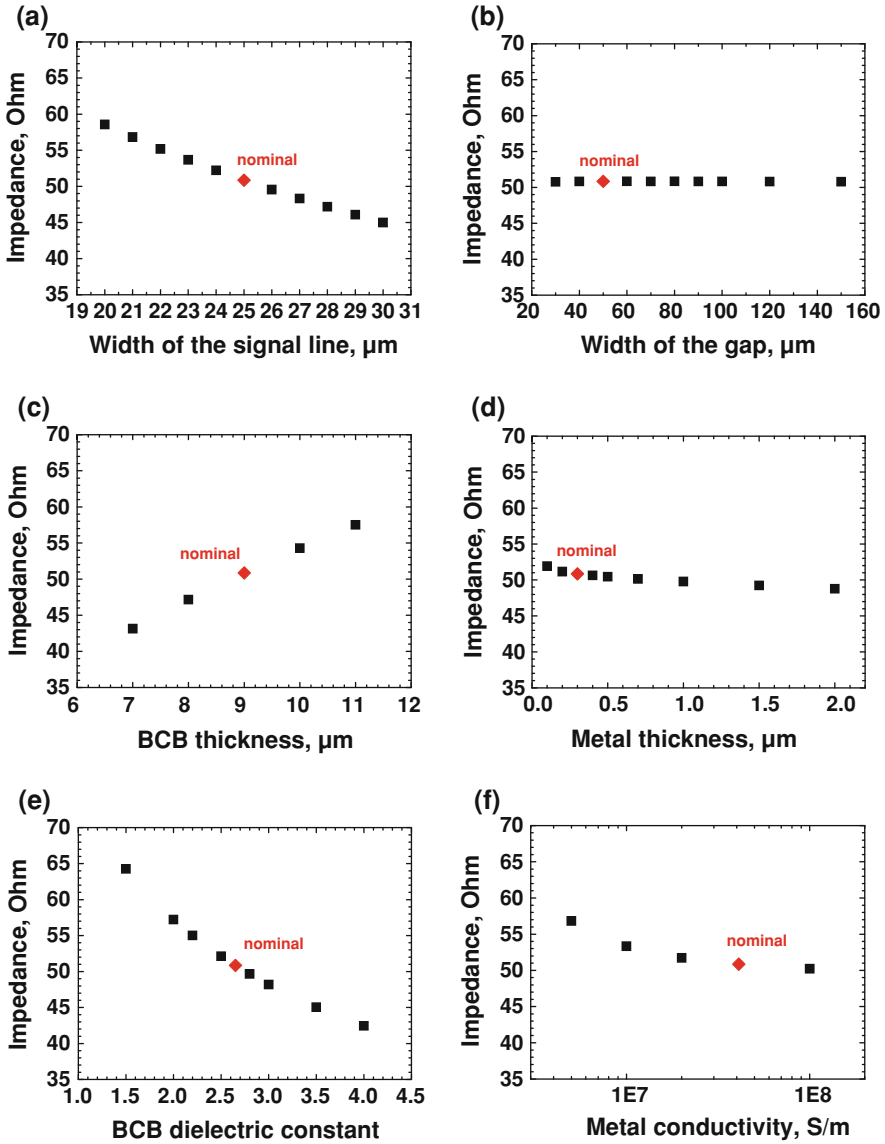 (a)
70
65
60
55
50
45
40
35
Impedance, Ohm
nominal
19 20 21 22 23 24 25 26 27 28 29 30 31
Width of the signal line, µm
(b)
70
65
60
55
50
45
40
35
Impedance, Ohm
nominal
20 40 60 80 100 120 140 160
Width of the gap, µm
(c)
70
65
60
55
50
45
40
35
Impedance, Ohm
nominal
6 7 8 9 10 11 12
BCB thickness, µm
(d)
70
65
60
55
50
45
40
35
Impedance, Ohm
nominal
0.0 0.5 1.0 1.5 2.0
Metal thickness, µm
(e)
70
65
60
55
50
45
40
35
Impedance, Ohm
nominal
1.0 1.5 2.0 2.5 3.0 3.5 4.0 4.5
BCB dielectric constant
(f)
70
65
60
55
50
45
40
35
Impedance, Ohm
nominal
1E7 1E8
Metal conductivity, S/m